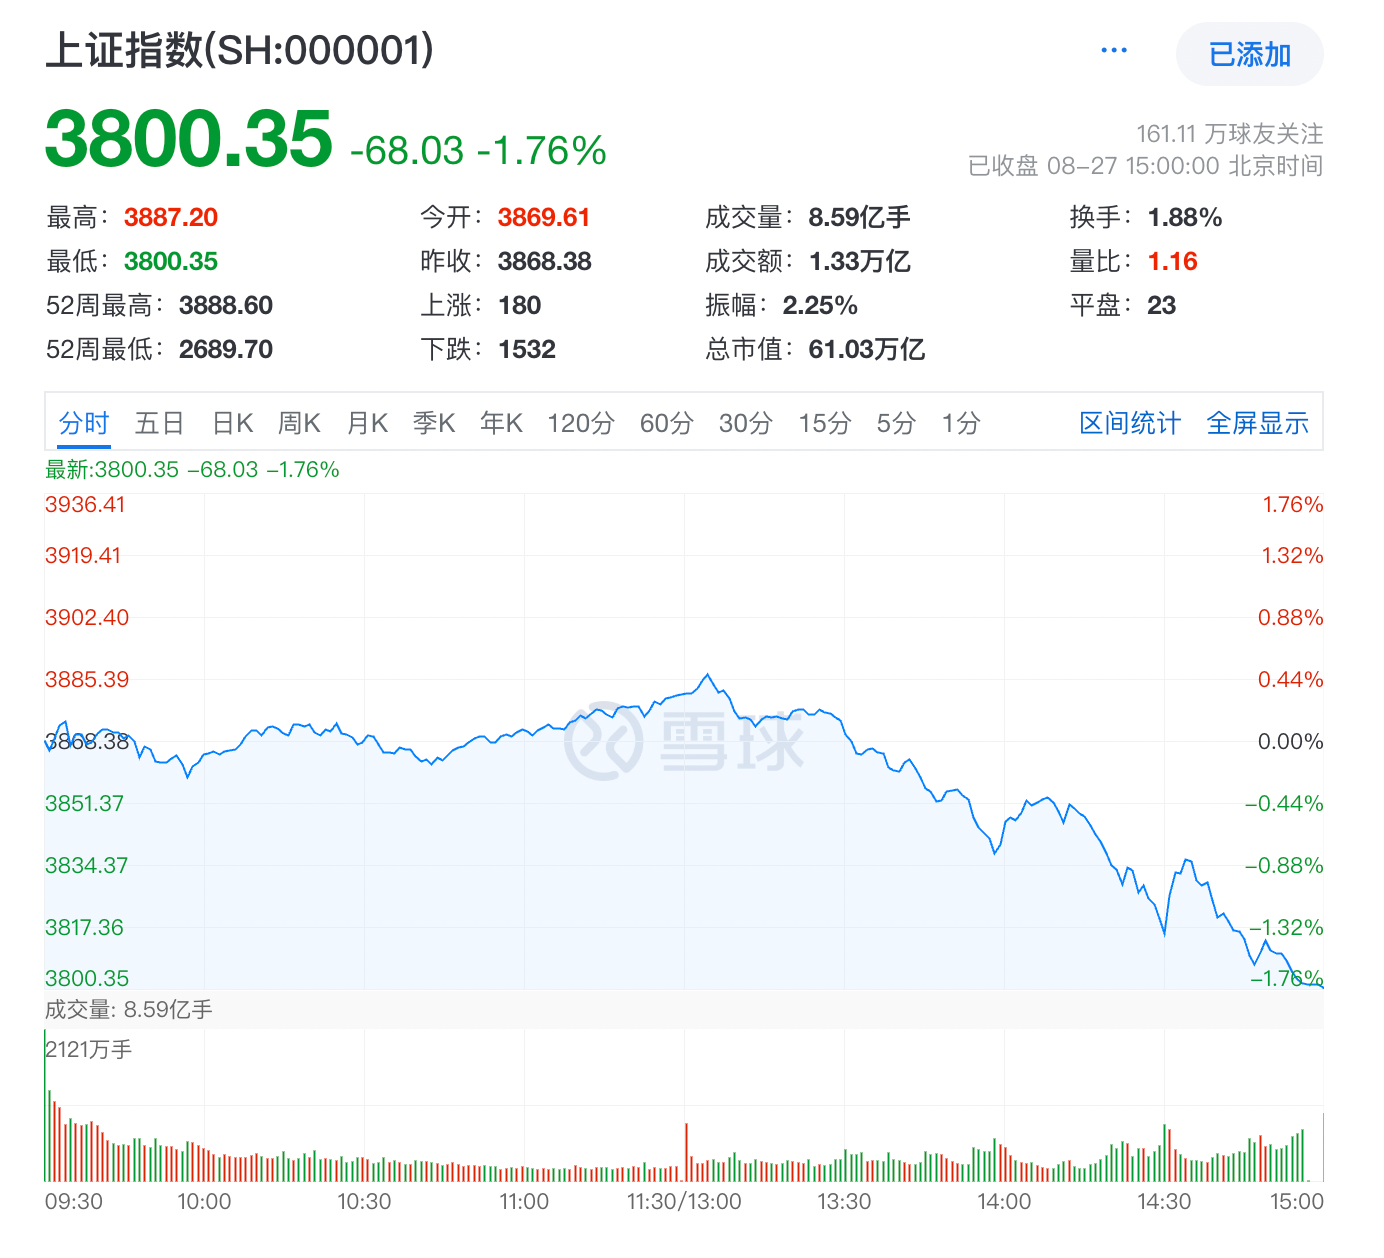 上证指数(SH:000001)
··· 已添加
3800.35 -68.03 -1.76%
161.11 万球友关注
已收盘 08-27 15:00:00 北京时间
最高：3887.20 今开：3869.61 成交量：8.59亿手 换手：1.88%
最低：3800.35 昨收：3868.38 成交额：1.33万亿 量比：1.16
52周最高：3888.60 上涨：180 振幅：2.25% 平盘：23
52周最低：2689.70 下跌：1532 总市值：61.03万亿
分时 五日 日K 周K 月K 季K 年K 120分 60分 30分 15分 5分 1分 区间统计 全屏显示
最新:3800.35 -68.03 -1.76%
3936.41 1.76%
3919.41 1.32%
3902.40 0.88%
3885.39 0.44%
3868.38 0.00%
雪球
3851.37 -0.44%
3834.37 -0.88%
3817.36 -1.32%
3800.35 -1.76%
成交量: 8.59亿手
2121万手
09:30 10:00 10:30 11:00 11:30/13:00 13:30 14:00 14:30 15:00